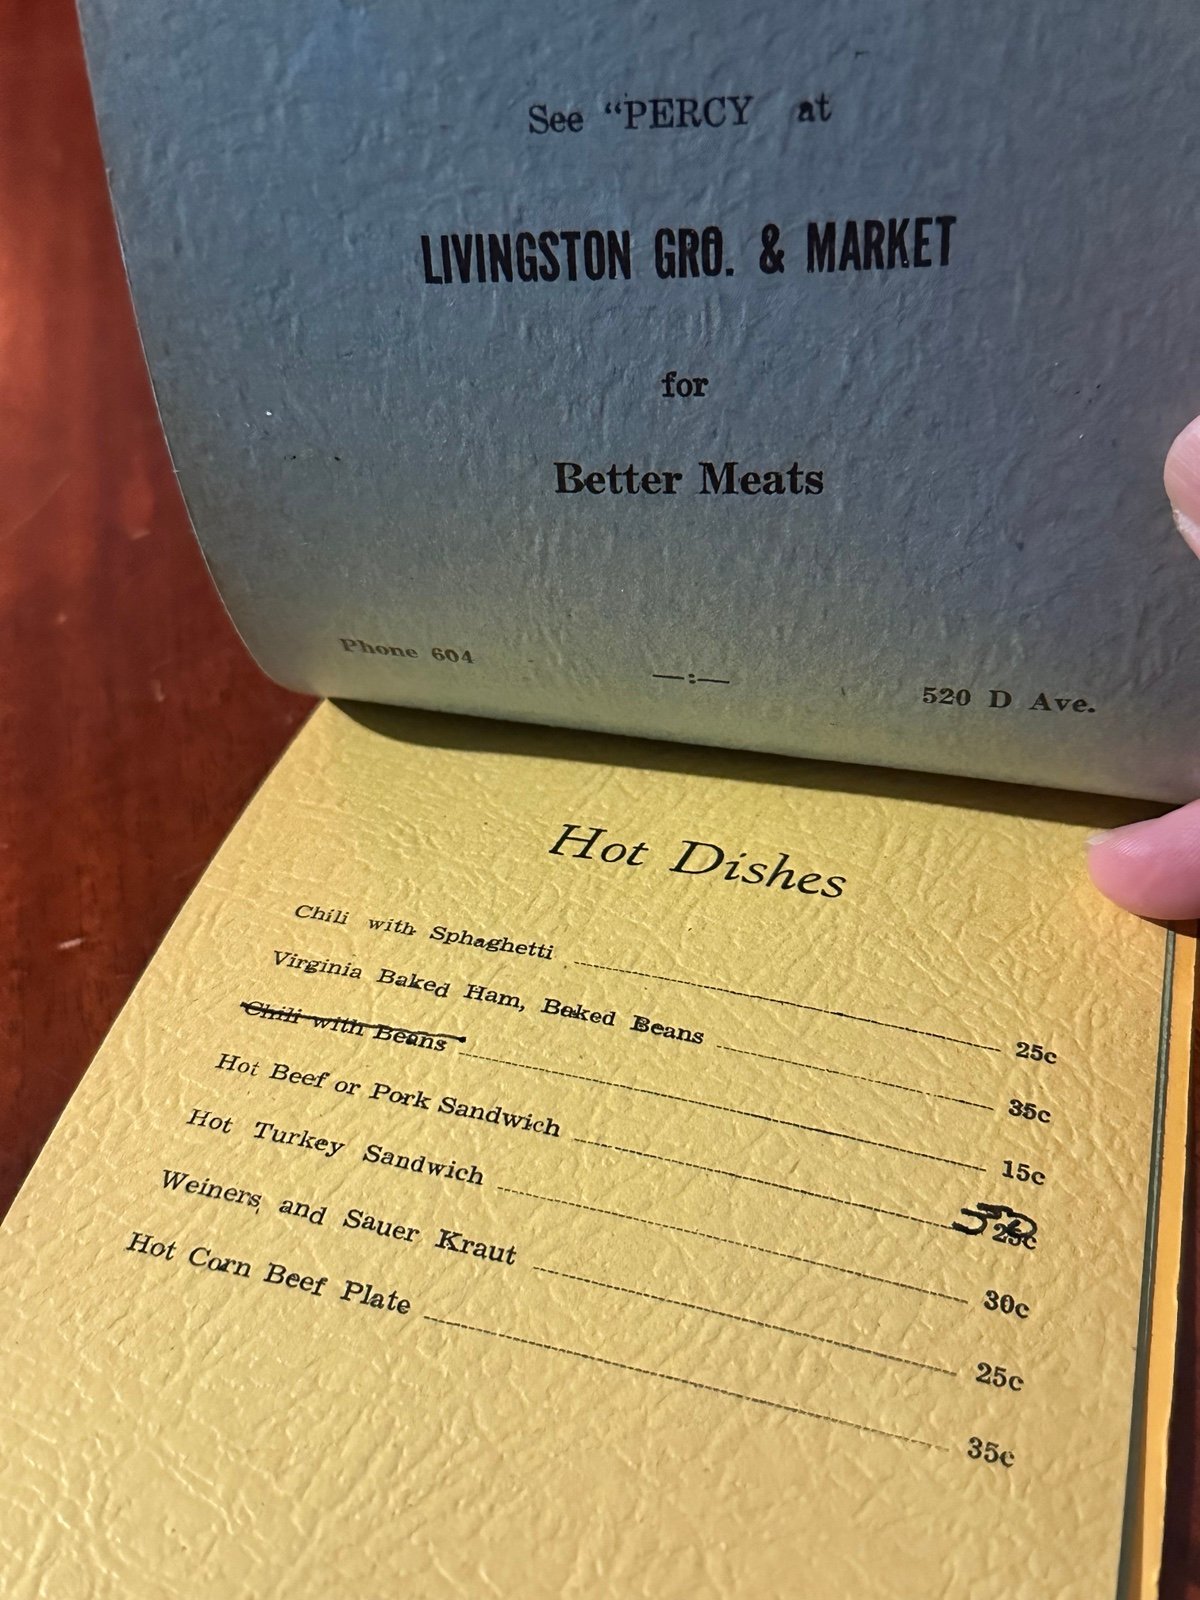 See "PERCY at
LIVINGSTON GRO. & MARKET
for
Better Meats
Phone 604 —:— 520 D Ave.
Hot Dishes
Chili with Sphaghetti 25c
Virginia Baked Ham, Beked Beans 35c
Chili with Beans 15c
Hot Beef or Pork Sandwich 25c
Hot Turkey Sandwich 30c
Weiners and Sauer Kraut 25c
Hot Corn Beef Plate 35c